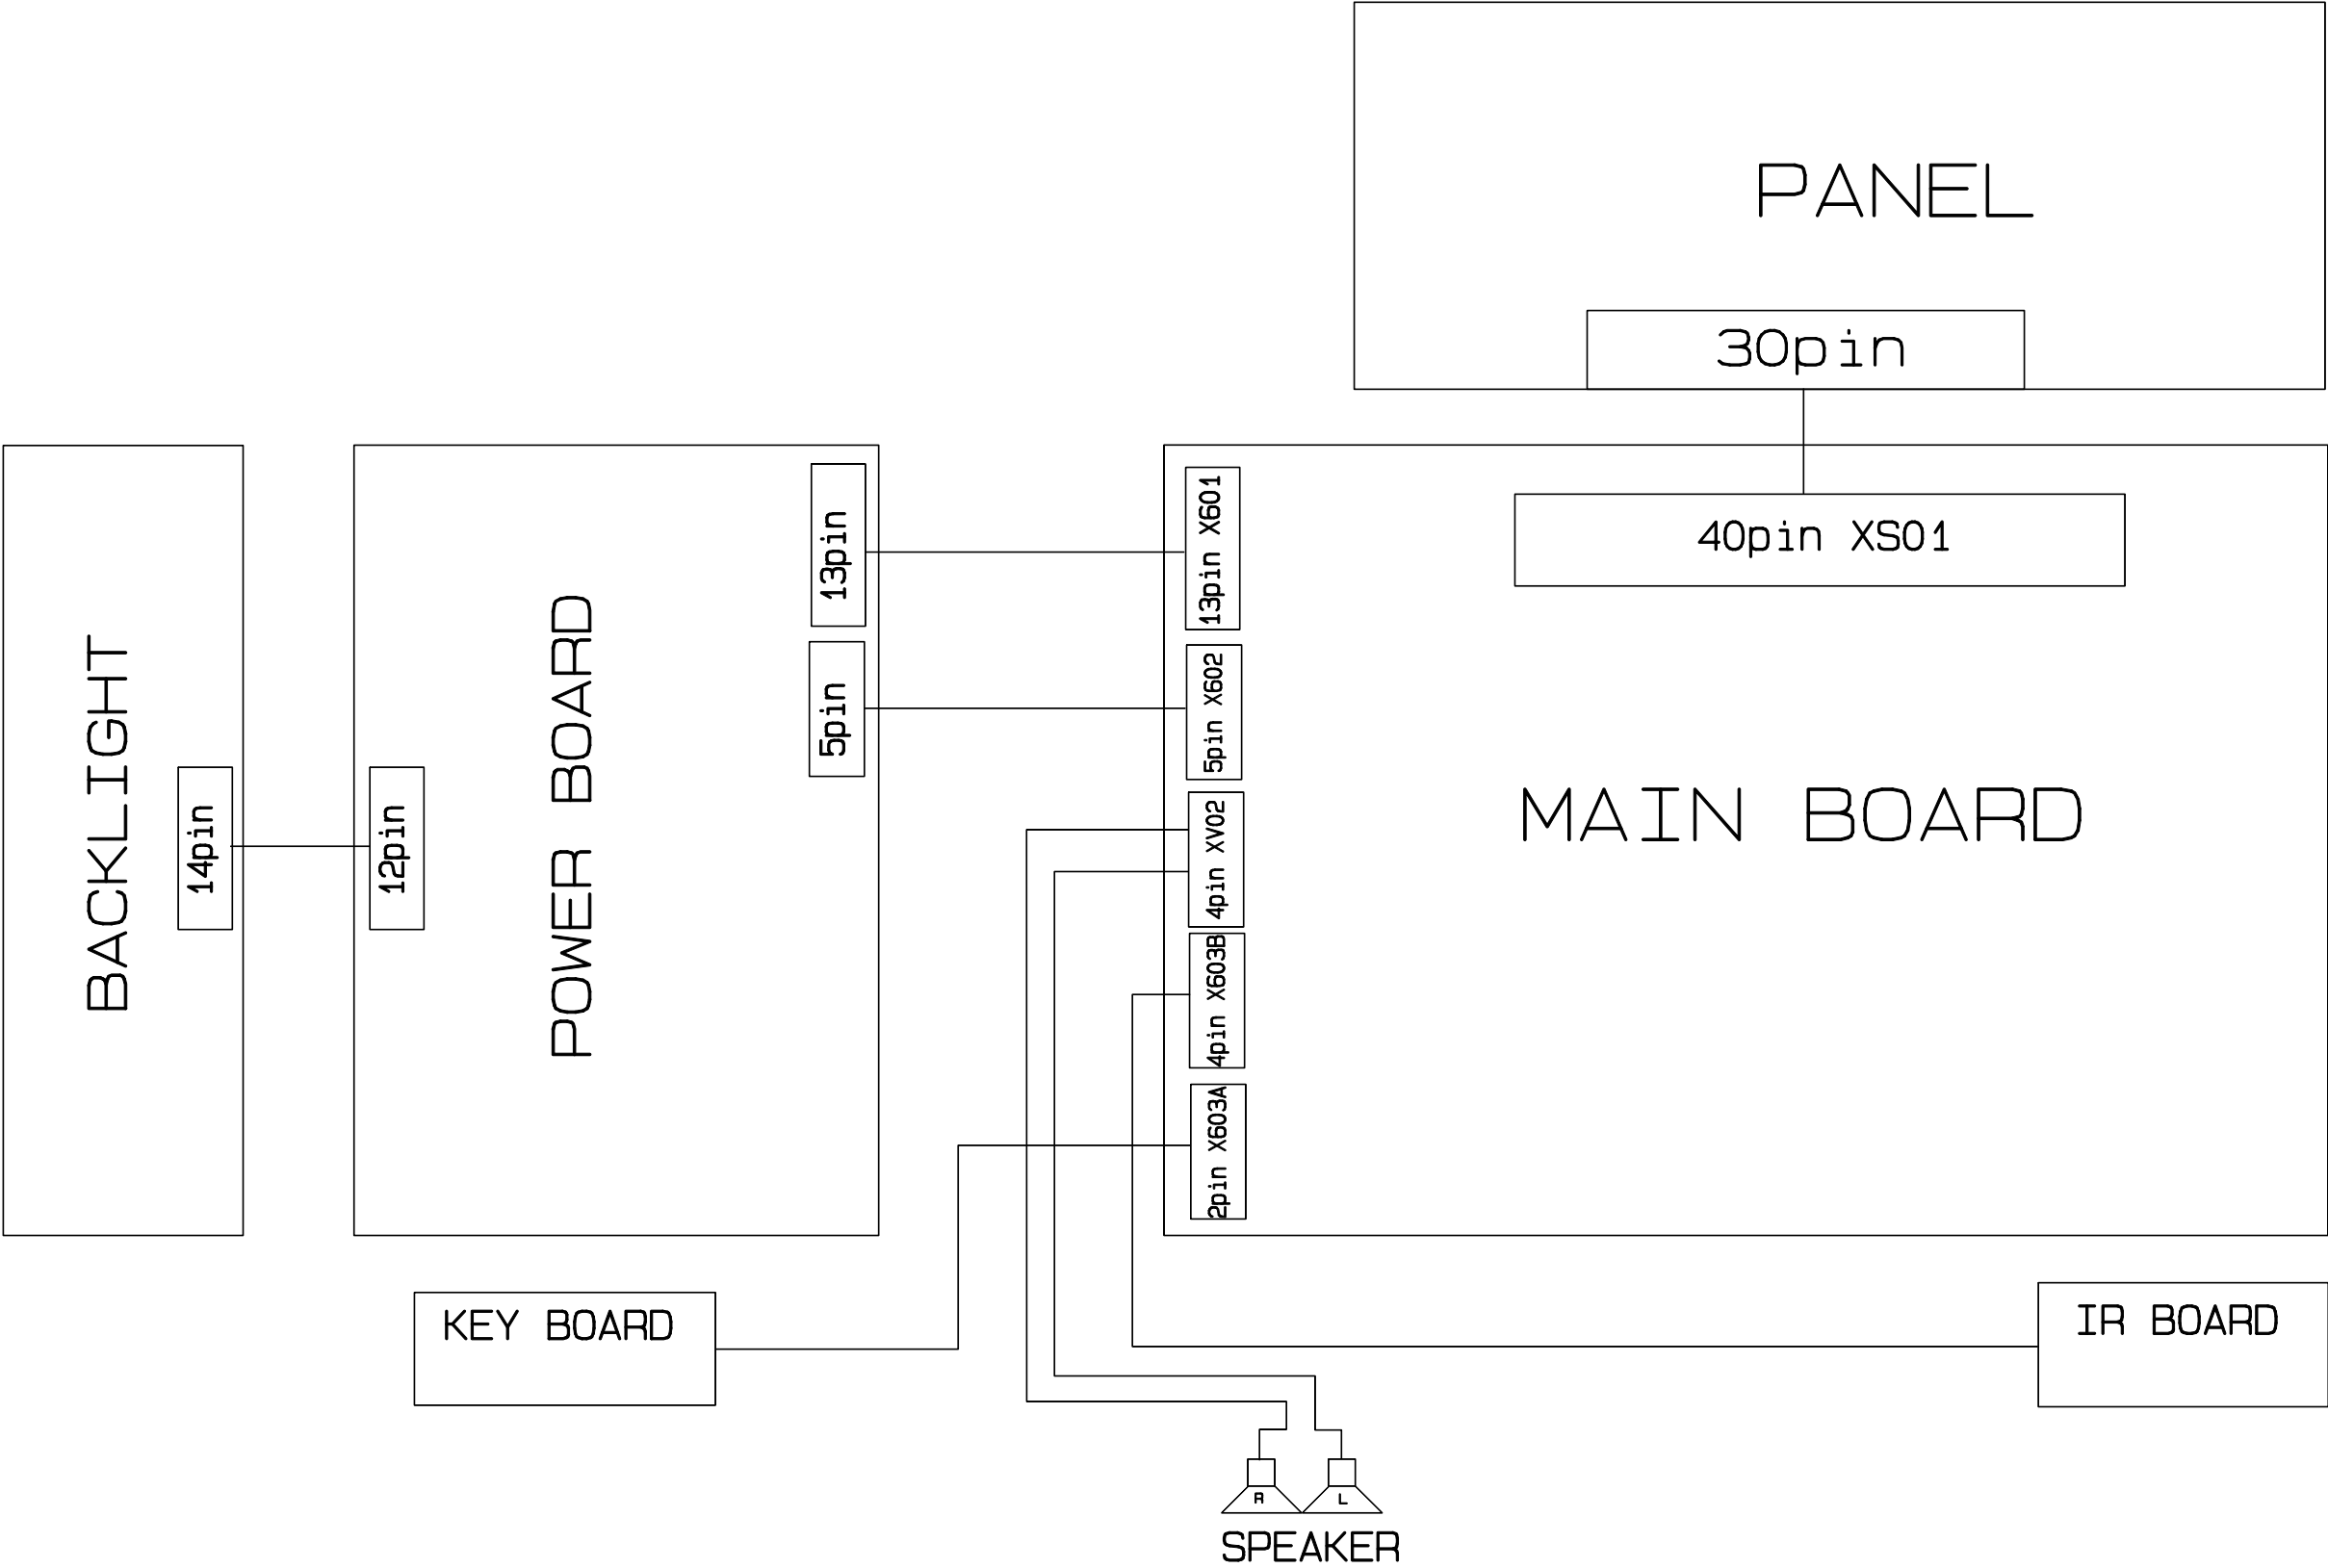 PANEL
30pin
40pin XS01
BACKLIGHT
14pin
12pin
POWER BOARD
13pin
5pin
13pin X601
5pin X602
4pin XV02
4pin X603B
2pin X603A
MAIN BOARD
KEY BOARD
IR BOARD
R
L
SPEAKER